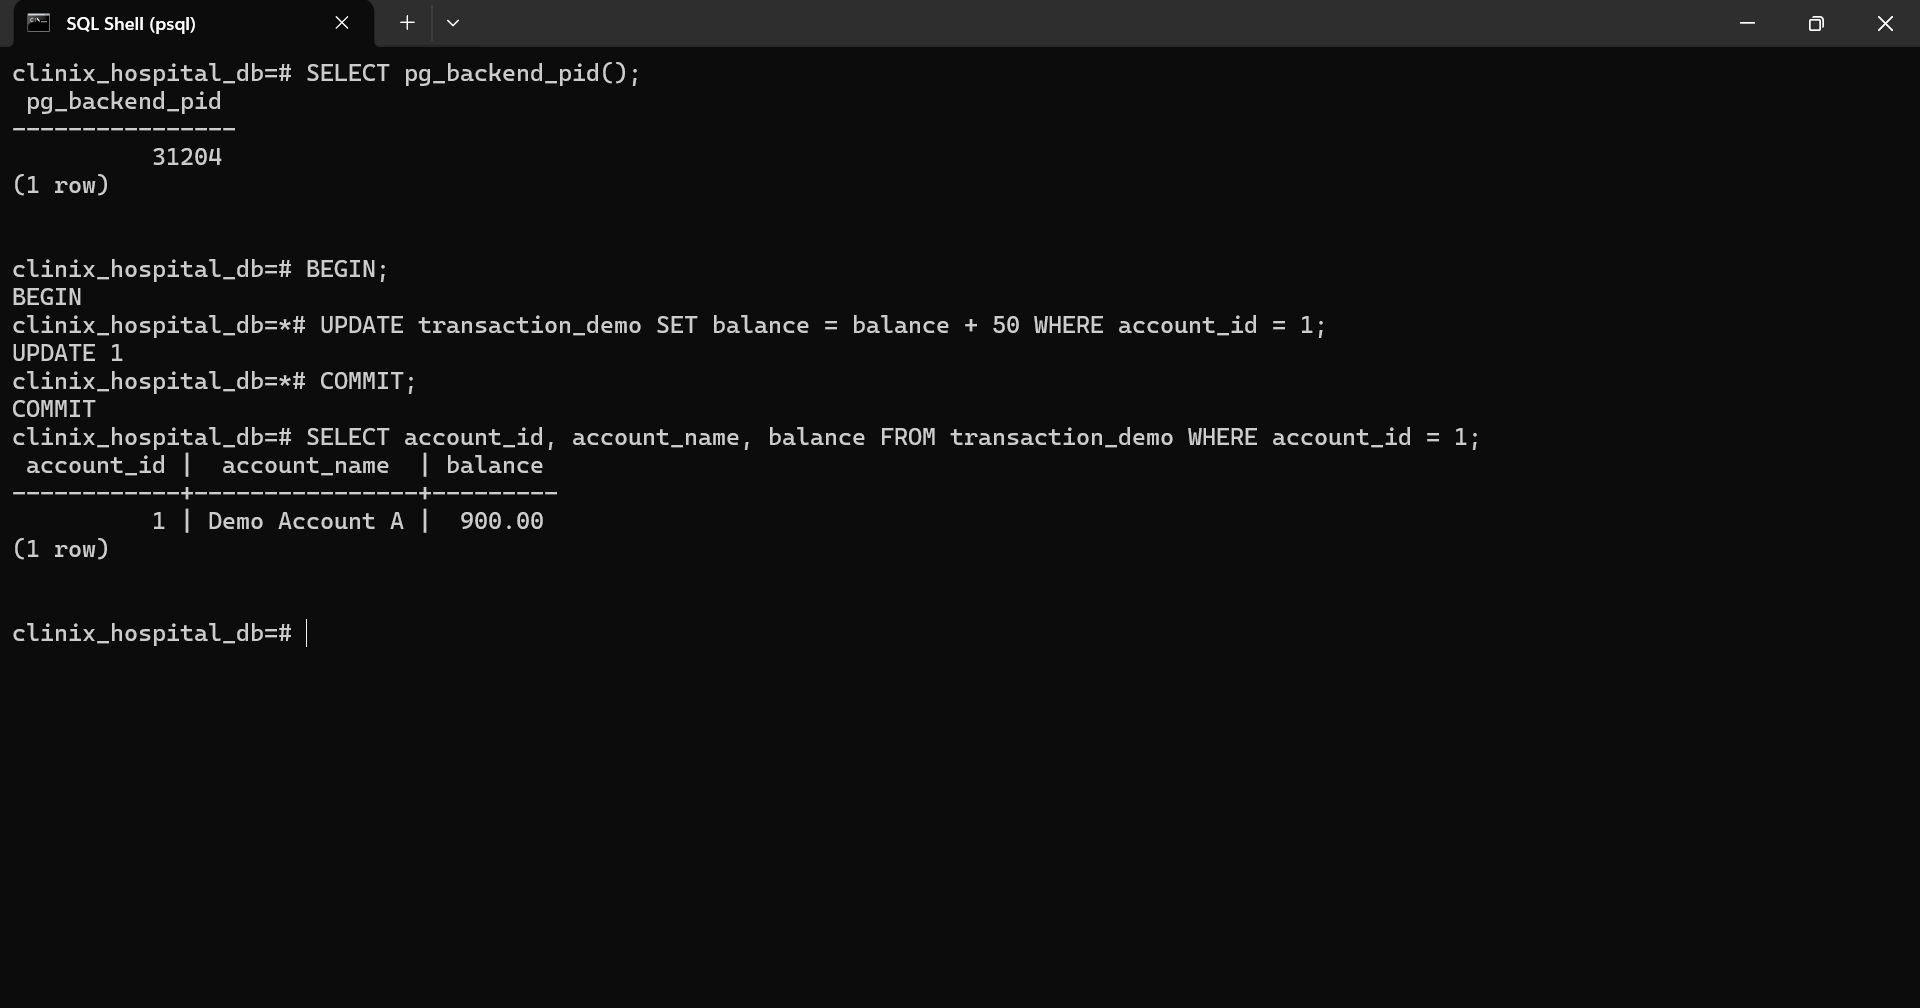 SQL Shell (psql)
clinix_hospital_db=# SELECT pg_backend_pid();
 pg_backend_pid
----------------
          31204
(1 row)
clinix_hospital_db=# BEGIN;
BEGIN
clinix_hospital_db=*# UPDATE transaction_demo SET balance = balance + 50 WHERE account_id = 1;
UPDATE 1
clinix_hospital_db=*# COMMIT;
COMMIT
clinix_hospital_db=# SELECT account_id, account_name, balance FROM transaction_demo WHERE account_id = 1;
 account_id |  account_name  | balance
------------+----------------+---------
          1 | Demo Account A |  900.00
(1 row)
clinix_hospital_db=#